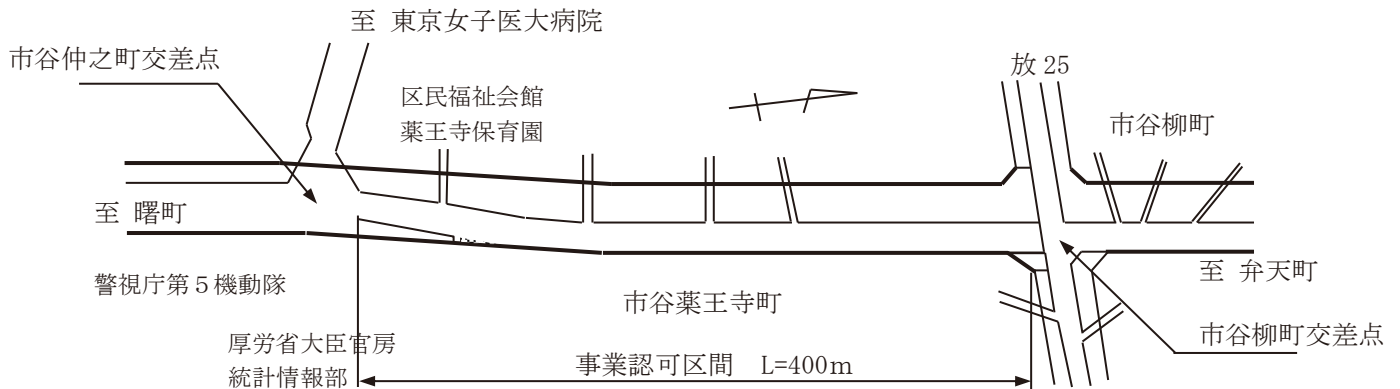 至 東京女子医大病院
市谷仲之町交差点
放 25
区民福祉会館
薬王寺保育園
市谷柳町
至 曙町
至 弁天町
警視庁第５機動隊
市谷薬王寺町
市谷柳町交差点
厚労省大臣官房
統計情報部
事業認可区間 L=400m